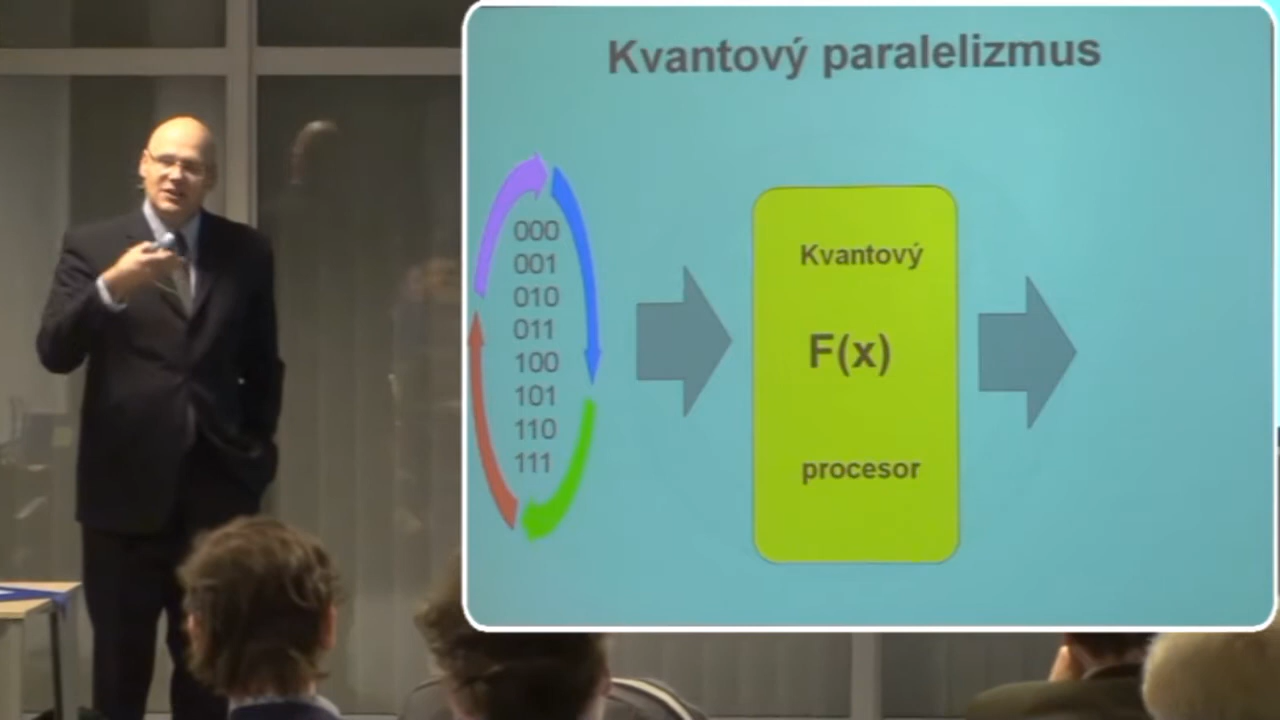 Kvantový paralelizmus
000
001
010
011
100
101
110
111
Kvantový
F(x)
procesor